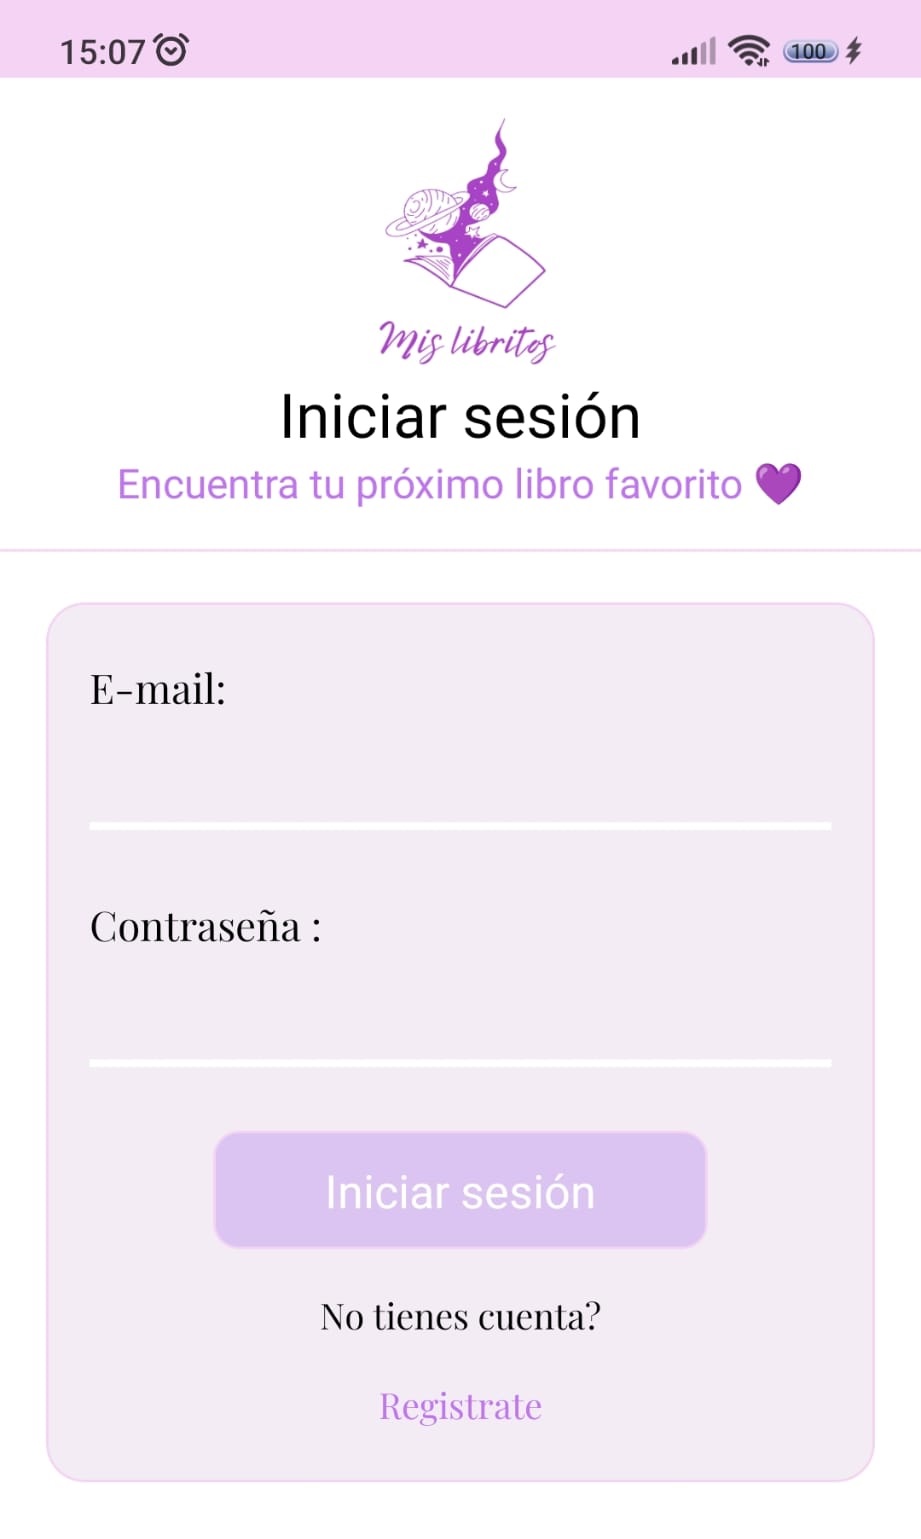 15:07
100
Mis libritos
Iniciar sesión
Encuentra tu próximo libro favorito 💜
E-mail:
Contraseña :
Iniciar sesión
No tienes cuenta?
Registrate